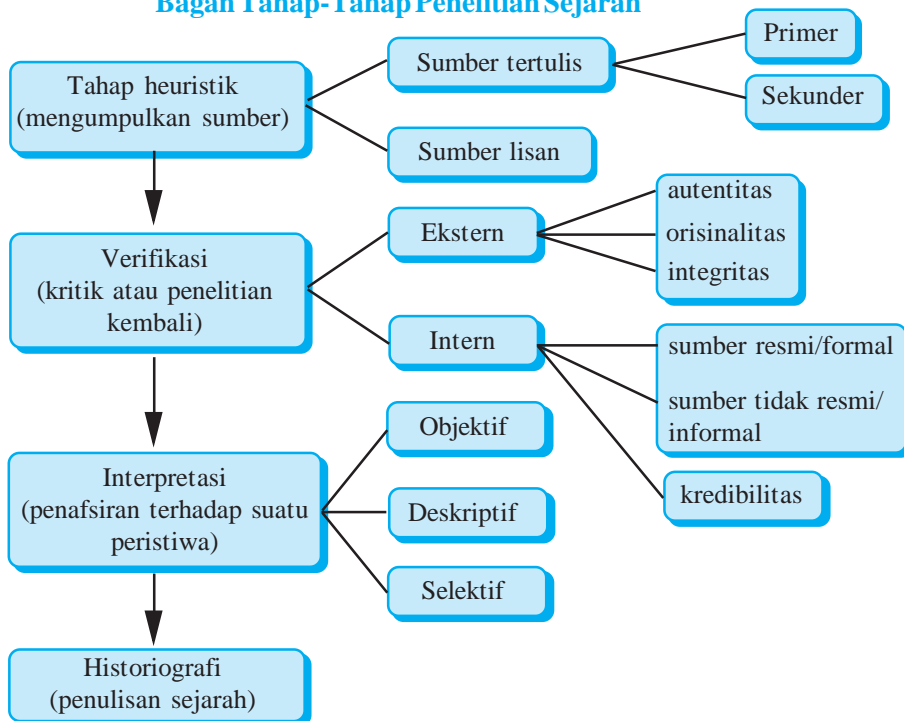 Bagan Tahap-Tahap Penelitian Sejarah
Tahap heuristik
(mengumpulkan sumber)
Sumber tertulis
Primer
Sekunder
Sumber lisan
Verifikasi
(kritik atau penelitian
kembali)
Ekstern
autentitas
orisinalitas
integritas
Intern
sumber resmi/formal
sumber tidak resmi/
informal
kredibilitas
Interpretasi
(penafsiran terhadap suatu
peristiwa)
Objektif
Deskriptif
Selektif
Historiografi
(penulisan sejarah)